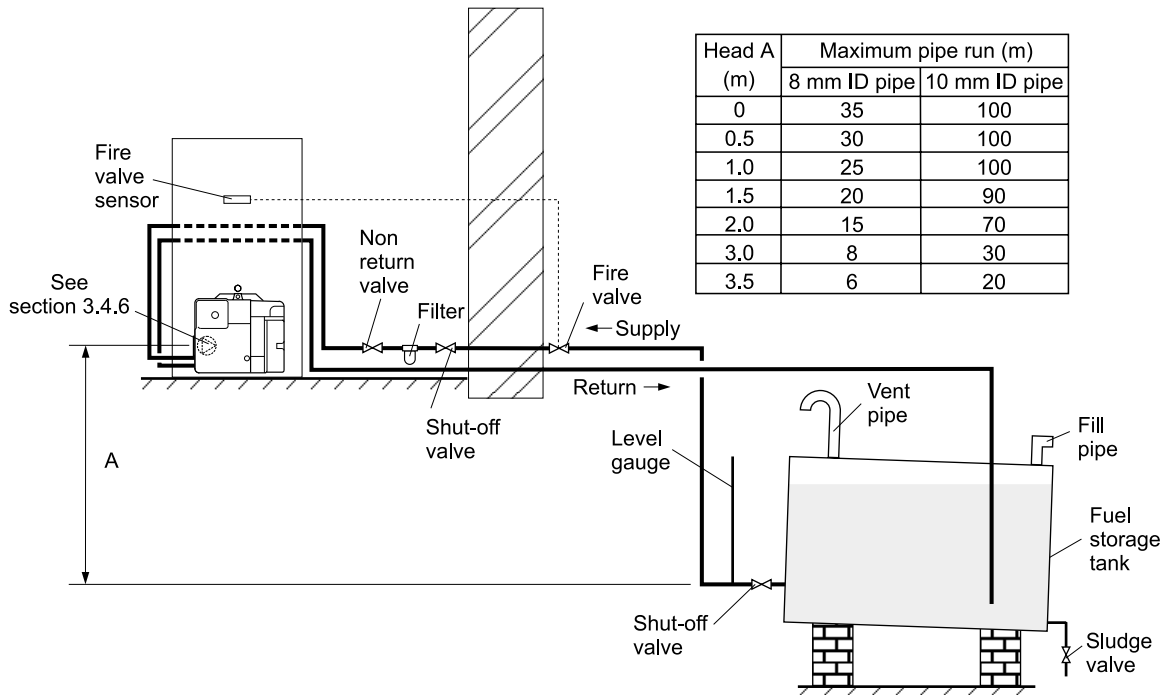 Head A
(m)
Maximum pipe run (m)
8 mm ID pipe 10 mm ID pipe
0 35 100
0.5 30 100
1.0 25 100
1.5 20 90
2.0 15 70
3.0 8 30
3.5 6 20
Fire
valve
sensor
See
section 3.4.6
Non
return
valve
Filter
Fire
valve
Supply
Return
Shut-off
valve
A
Level
gauge
Vent
pipe
Fill
pipe
Fuel
storage
tank
Shut-off
valve
Sludge
valve